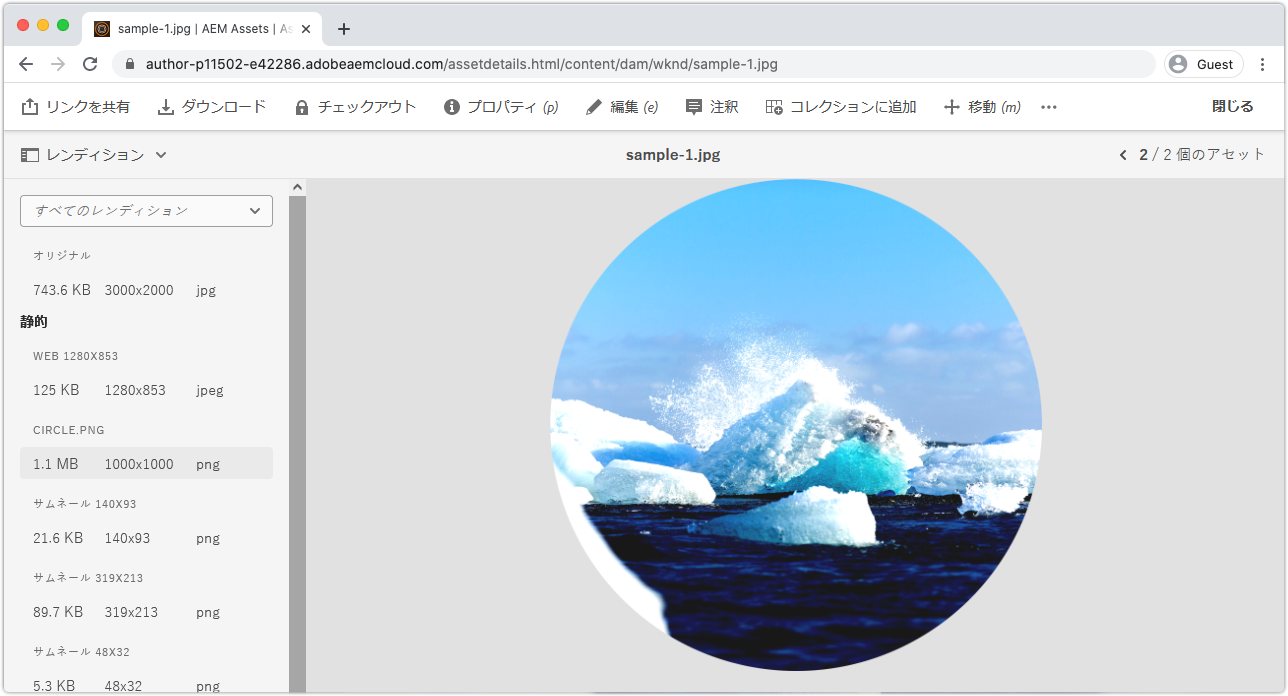 sample-1.jpg | AEM Assets | As
author-p11502-e42286.adobeaemcloud.com/assetdetails.html/content/dam/wknd/sample-1.jpg
Guest
リンクを共有 ダウンロード チェックアウト プロパティ (p) 編集 (e) 注釈 コレクションに追加 移動 (m) 閉じる
レンディション sample-1.jpg 2 / 2 個のアセット
すべてのレンディション
オリジナル
743.6 KB 3000x2000 jpg
静的
WEB 1280X853
125 KB 1280x853 jpeg
CIRCLE.PNG
1.1 MB 1000x1000 png
サムネール 140X93
21.6 KB 140x93 png
サムネール 319X213
89.7 KB 319x213 png
サムネール 48X32
5.3 KB 48x32 png